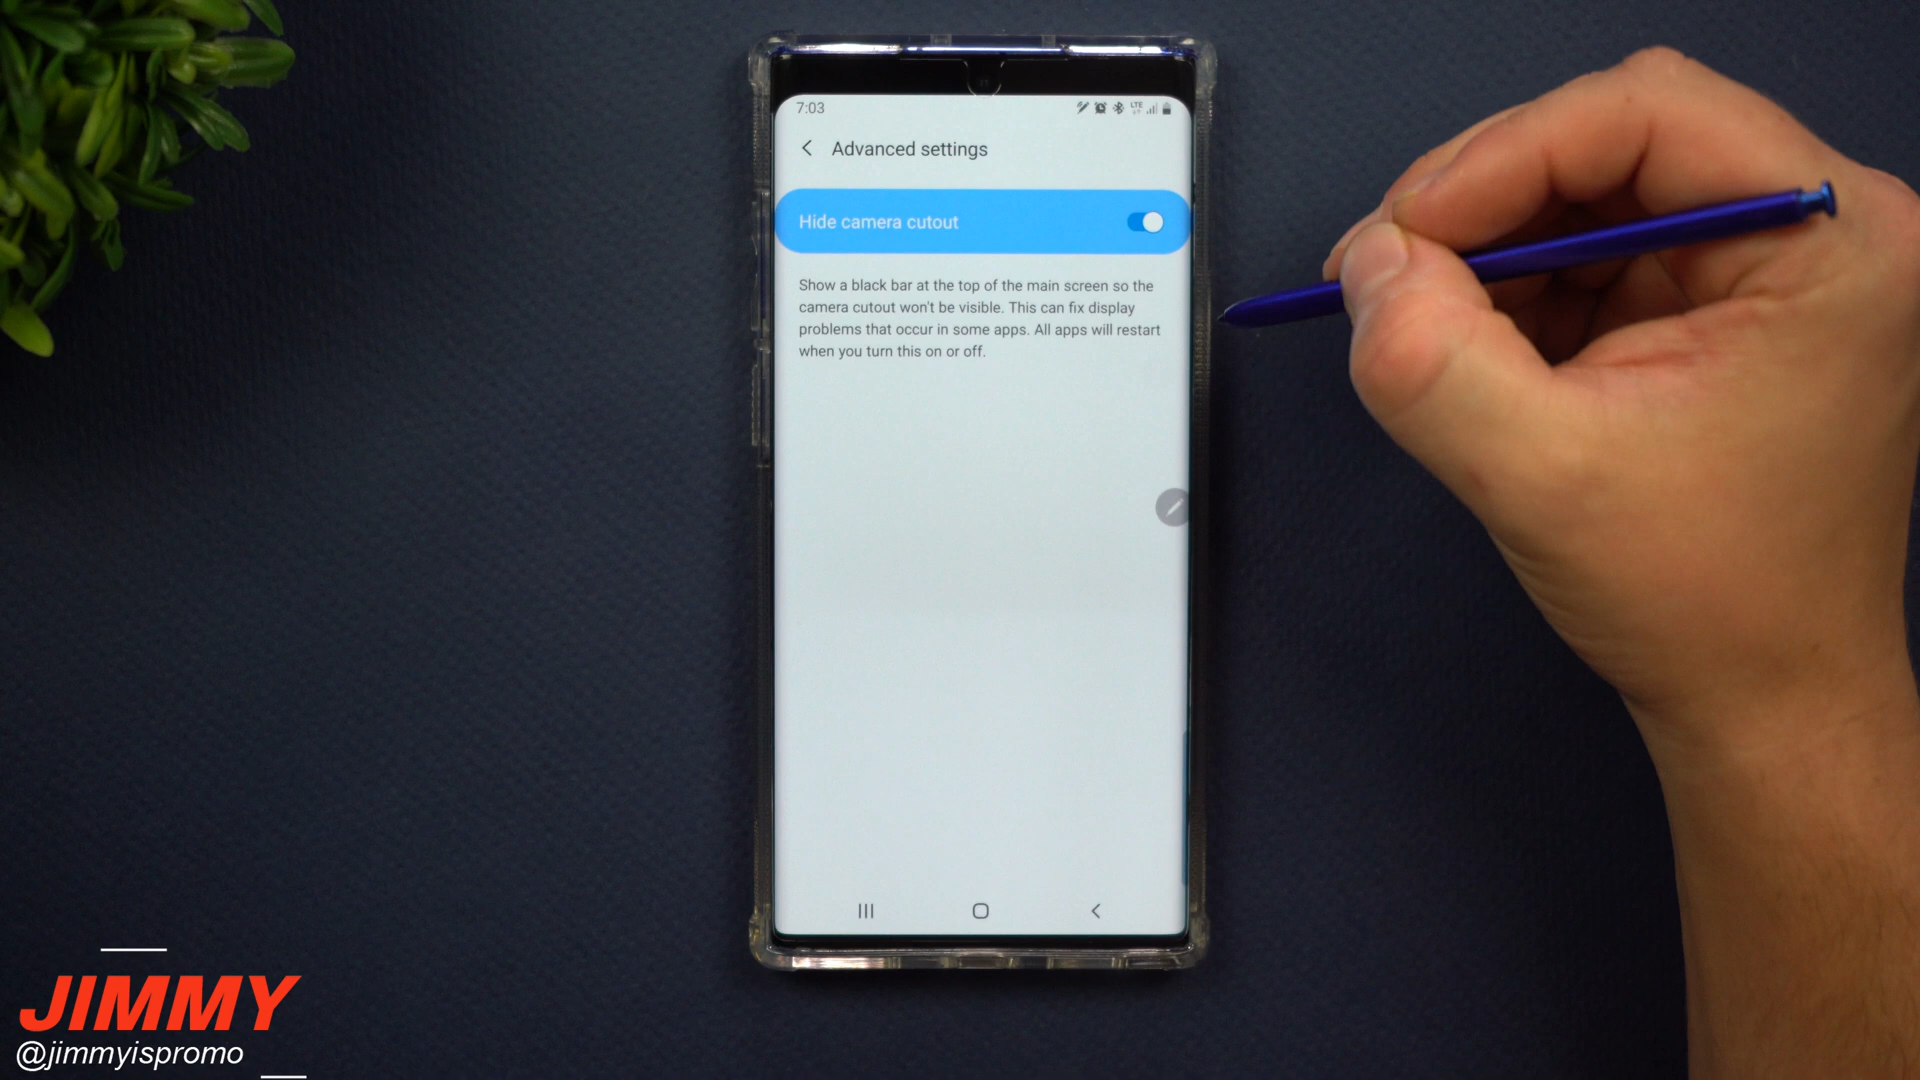 7:03
LTE
Advanced settings
Hide camera cutout
Show a black bar at the top of the main screen so the
camera cutout won't be visible. This can fix display
problems that occur in some apps. All apps will restart
when you turn this on or off.
JIMMY
@jimmyispromo